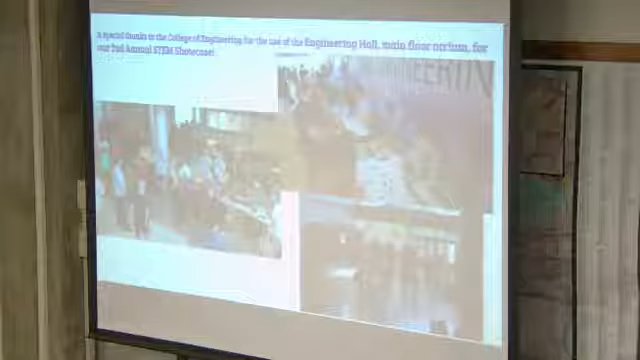 A special thanks to the College of Engineering for the use of the Engineering Hall, main floor atrium, for
our 2nd Annual STEM Showcase!
ENGINEERIN